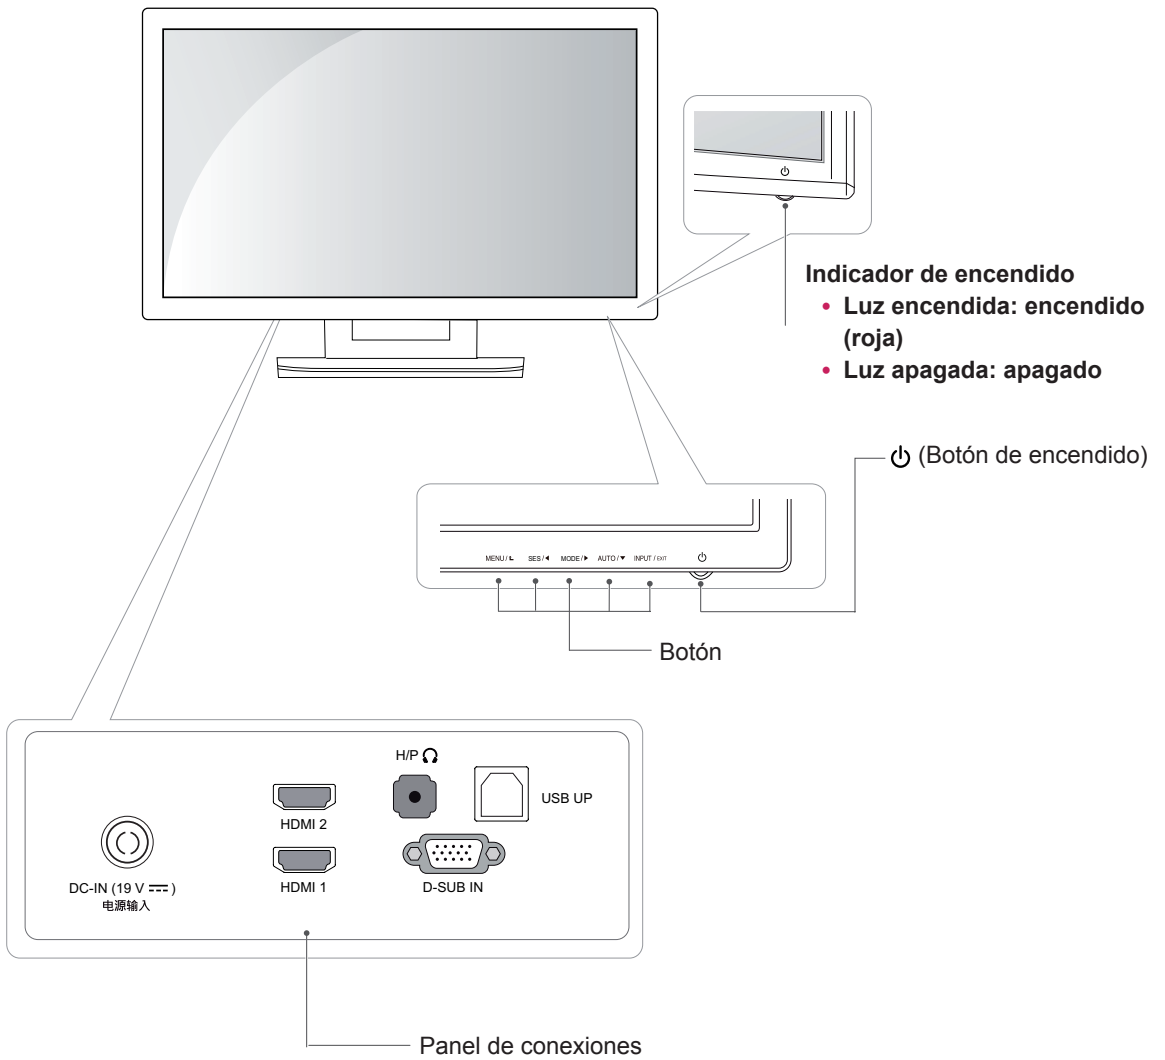 Indicador de encendido
• Luz encendida: encendido
(roja)
• Luz apagada: apagado
(Botón de encendido)
MENU / SES / ◀ MODE / ▶ AUTO / ▼ INPUT / EXIT
Botón
H/P
USB UP
HDMI 2
HDMI 1
D-SUB IN
DC-IN (19 V ⎓)
电源输入
Panel de conexiones